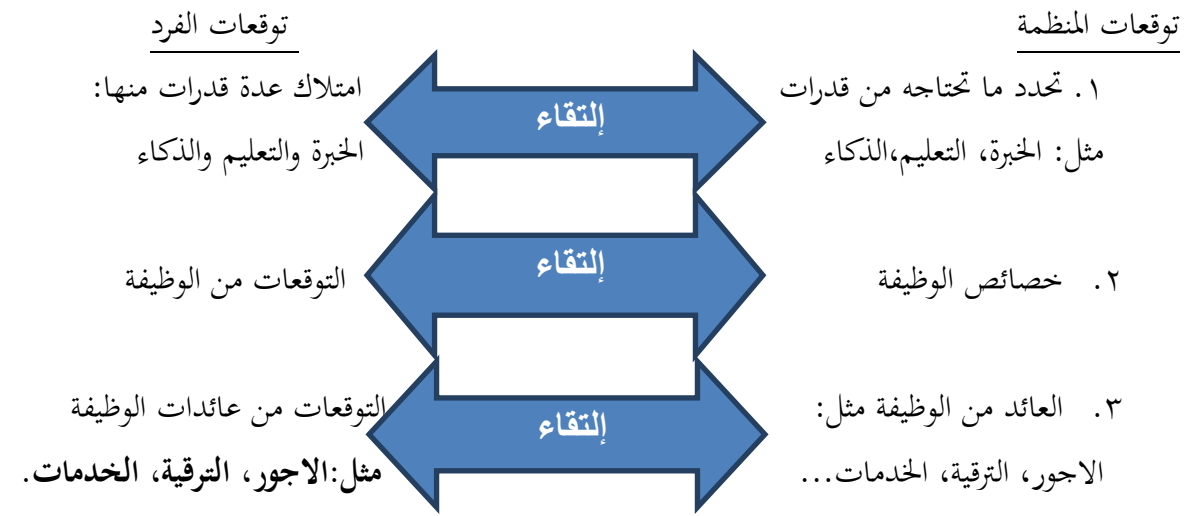 توقعات المنظمة
توقعات الفرد
١. تحدد ما تحتاجه من قدرات
إلتقاء
امتلاك عدة قدرات منها:
مثل: الخبرة، التعليم،الذكاء
الخبرة والتعليم والذكاء
٢. خصائص الوظيفة
إلتقاء
التوقعات من الوظيفة
٣. العائد من الوظيفة مثل:
إلتقاء
التوقعات من عائدات الوظيفة
الاجور، الترقية، الخدمات...
مثل:الاجور، الترقية، الخدمات.